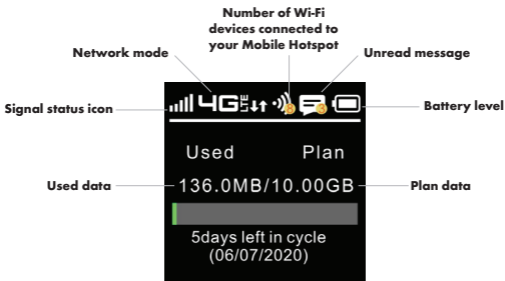 Number of Wi-Fi
devices connected to
your Mobile Hotspot
Network mode
Unread message
Signal status icon
4G LTE
Battery level
Used Plan
Used data
136.0MB/10.00GB
Plan data
5days left in cycle
(06/07/2020)